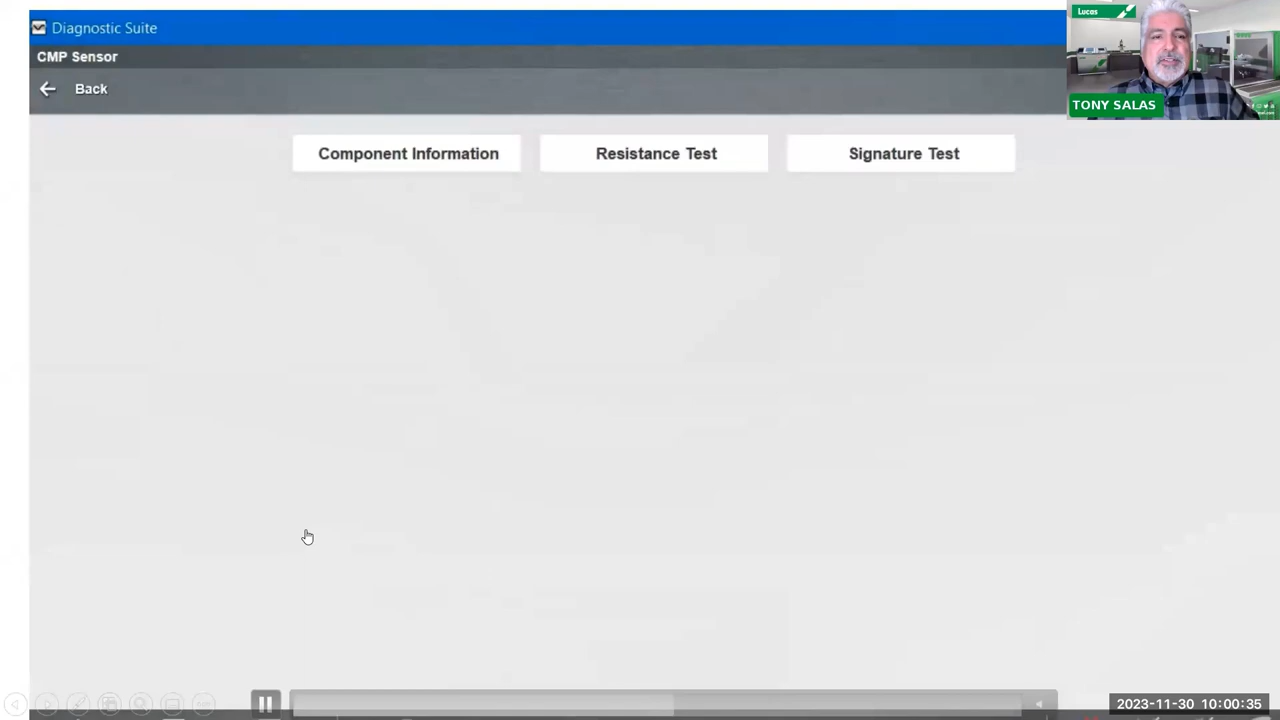 Diagnostic Suite
CMP Sensor
Back
Component Information
Resistance Test
Signature Test
Lucas
TONY SALAS
2023-11-30 10:00:35